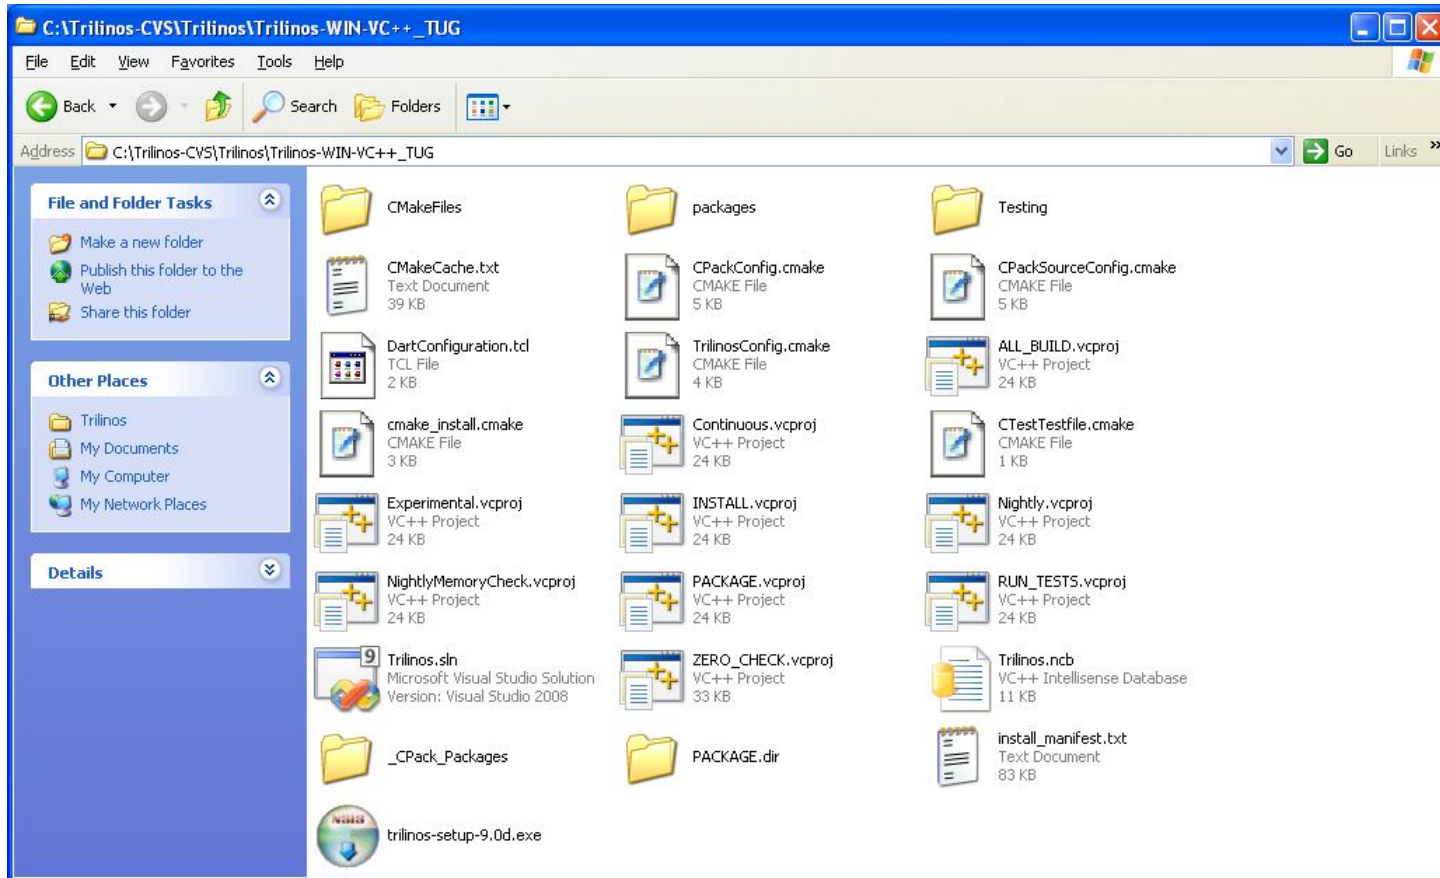 C:\Trilinos-CVS\Trilinos\Trilinos-WIN-VC++_TUG
File Edit View Favorites Tools Help
Back Search Folders
Address C:\Trilinos-CVS\Trilinos\Trilinos-WIN-VC++_TUG Go Links »
File and Folder Tasks
Make a new folder
Publish this folder to the
Web
Share this folder
Other Places
Trilinos
My Documents
My Computer
My Network Places
Details
CMakeFiles
packages
Testing
CMakeCache.txt
Text Document
39 KB
CPackConfig.cmake
CMAKE File
5 KB
CPackSourceConfig.cmake
CMAKE File
5 KB
DartConfiguration.tcl
TCL File
2 KB
TrilinosConfig.cmake
CMAKE File
4 KB
ALL_BUILD.vcproj
VC++ Project
24 KB
cmake_install.cmake
CMAKE File
3 KB
Continuous.vcproj
VC++ Project
24 KB
CTestTestfile.cmake
CMAKE File
1 KB
Experimental.vcproj
VC++ Project
24 KB
INSTALL.vcproj
VC++ Project
24 KB
Nightly.vcproj
VC++ Project
24 KB
NightlyMemoryCheck.vcproj
VC++ Project
24 KB
PACKAGE.vcproj
VC++ Project
24 KB
RUN_TESTS.vcproj
VC++ Project
24 KB
9
Trilinos.sln
Microsoft Visual Studio Solution
Version: Visual Studio 2008
ZERO_CHECK.vcproj
VC++ Project
33 KB
Trilinos.ncb
VC++ Intellisense Database
11 KB
_CPack_Packages
PACKAGE.dir
install_manifest.txt
Text Document
83 KB
NSIS
trilinos-setup-9.0d.exe